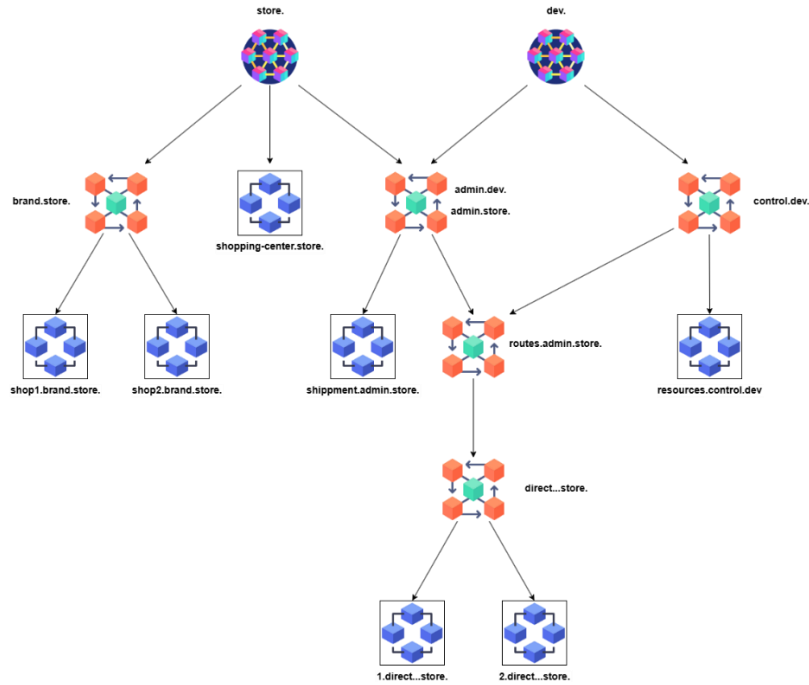 store.
dev.
brand.store.
shopping-center.store.
admin.dev.
admin.store.
control.dev.
shop1.brand.store.
shop2.brand.store.
shippment.admin.store.
routes.admin.store.
resources.control.dev
direct...store.
1.direct...store.
2.direct...store.